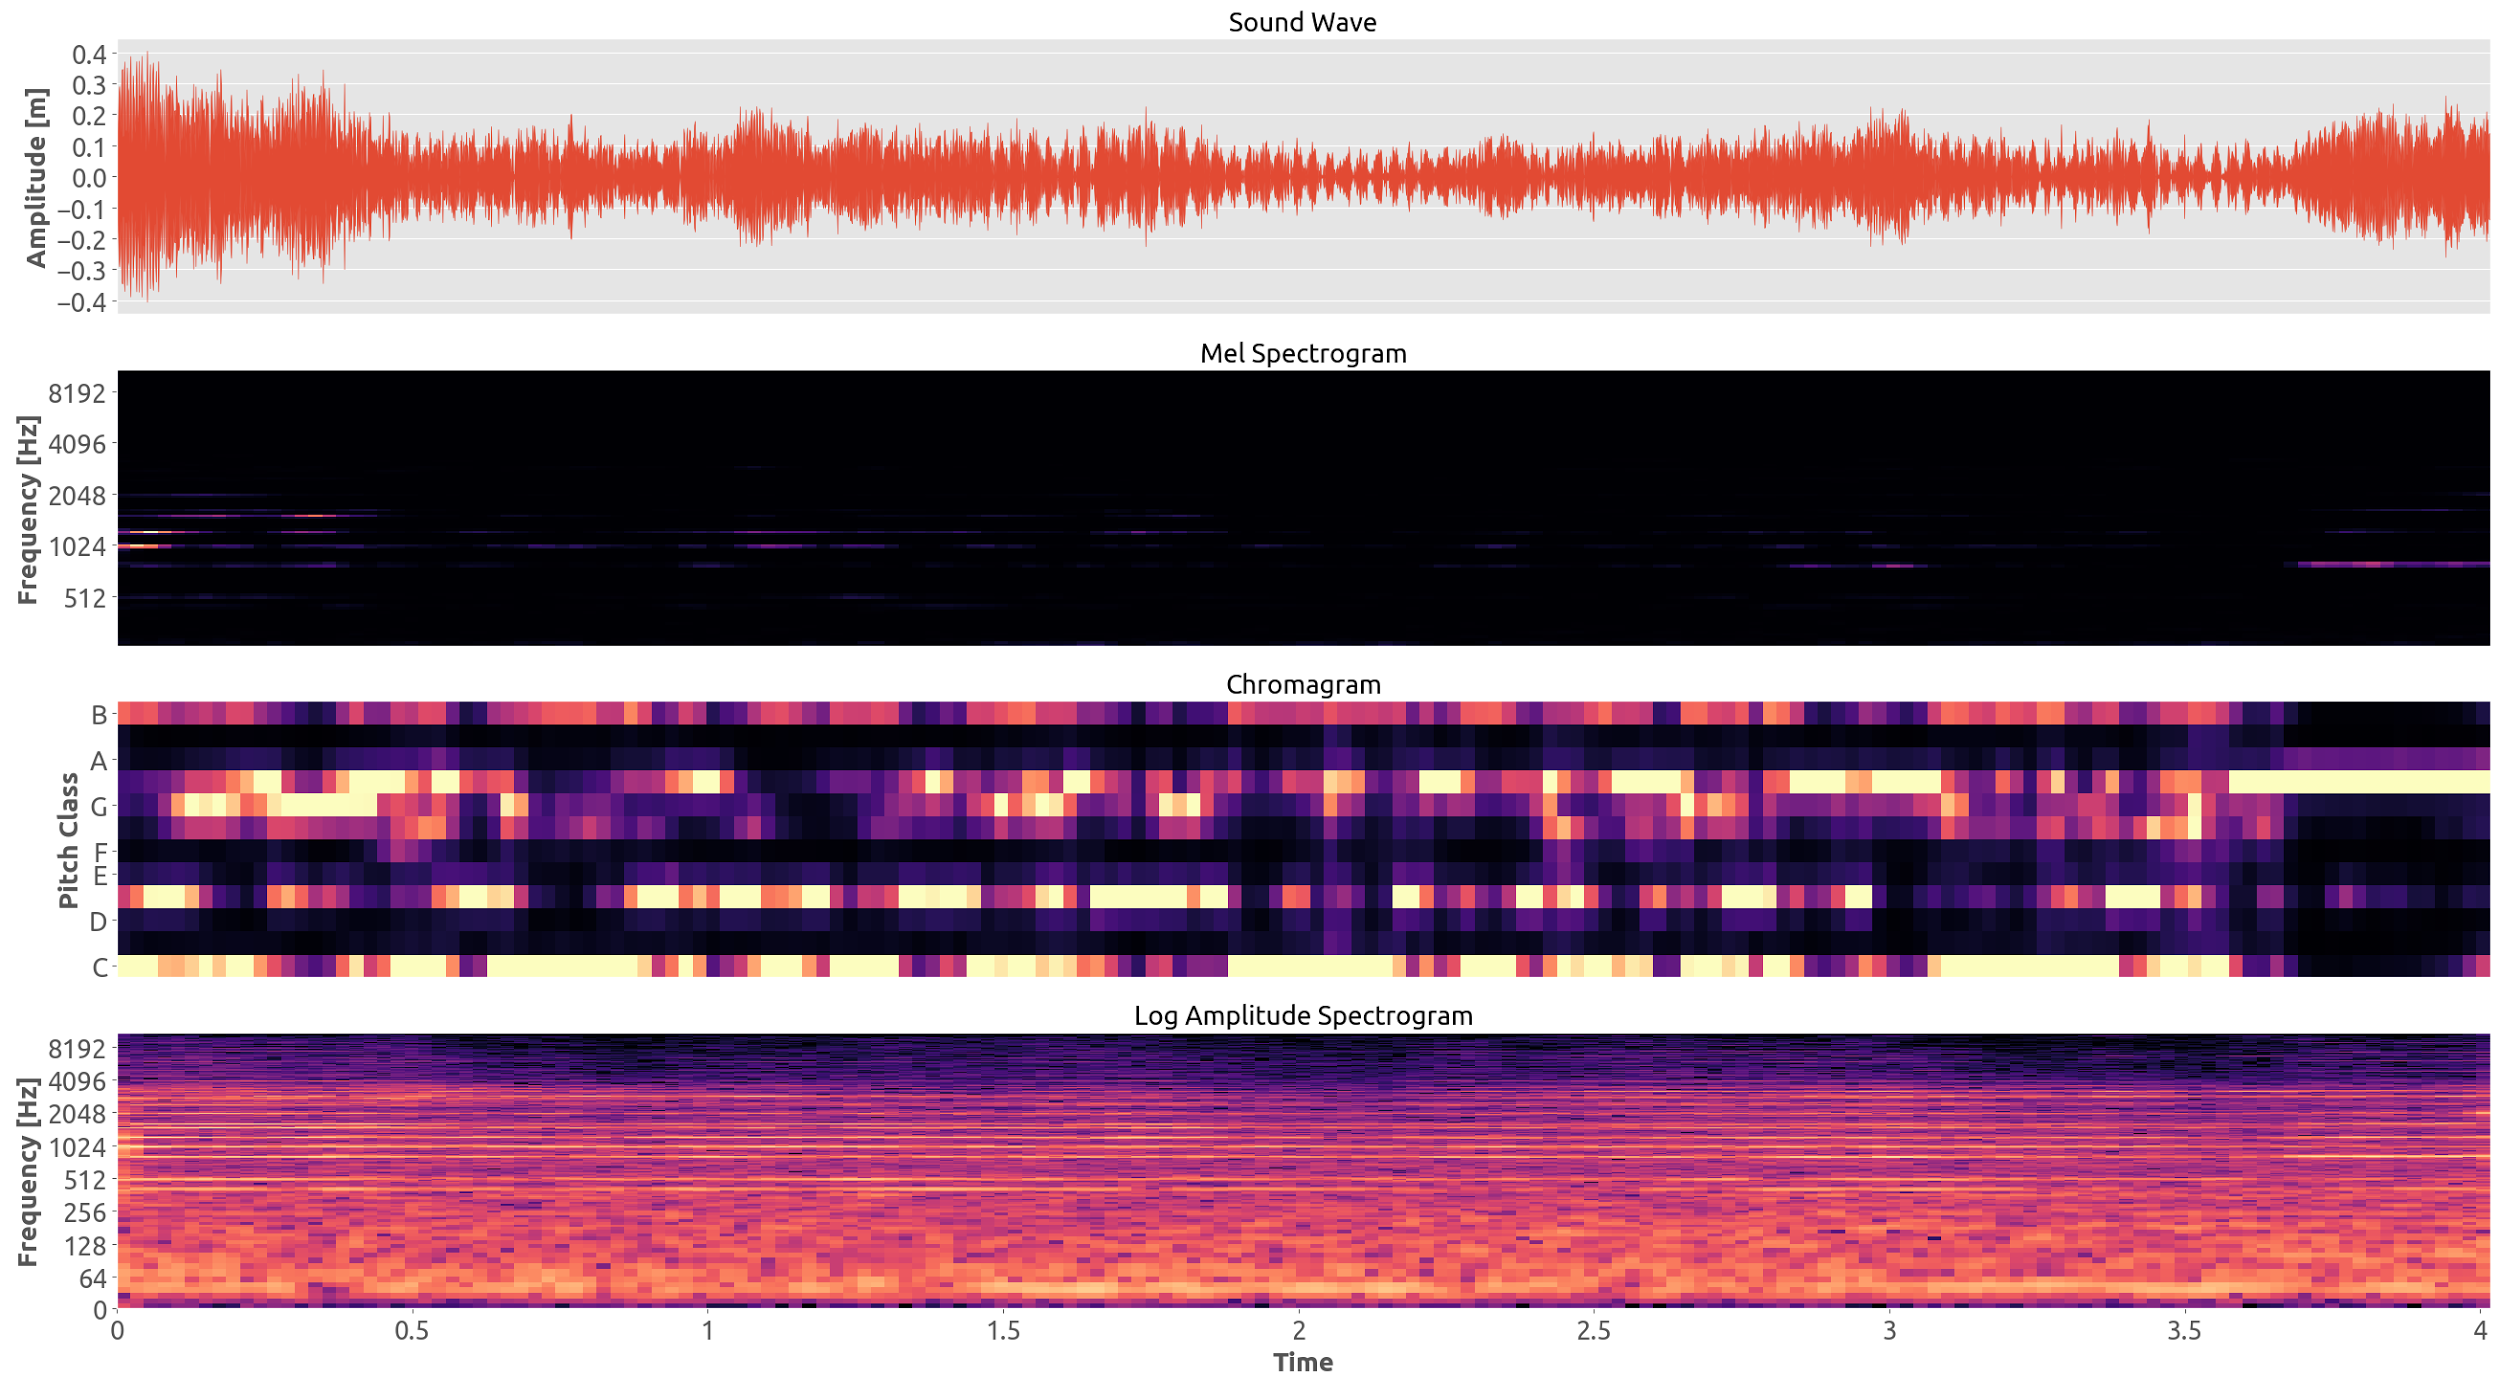 Sound Wave
Amplitude [m]
0.4
0.3
0.2
0.1
0.0
−0.1
−0.2
−0.3
−0.4
Mel Spectrogram
Frequency [Hz]
8192
4096
2048
1024
512
Chromagram
Pitch Class
B
A
G
F
E
D
C
Log Amplitude Spectrogram
Frequency [Hz]
8192
4096
2048
1024
512
256
128
64
0
0 0.5 1 1.5 2 2.5 3 3.5 4
Time